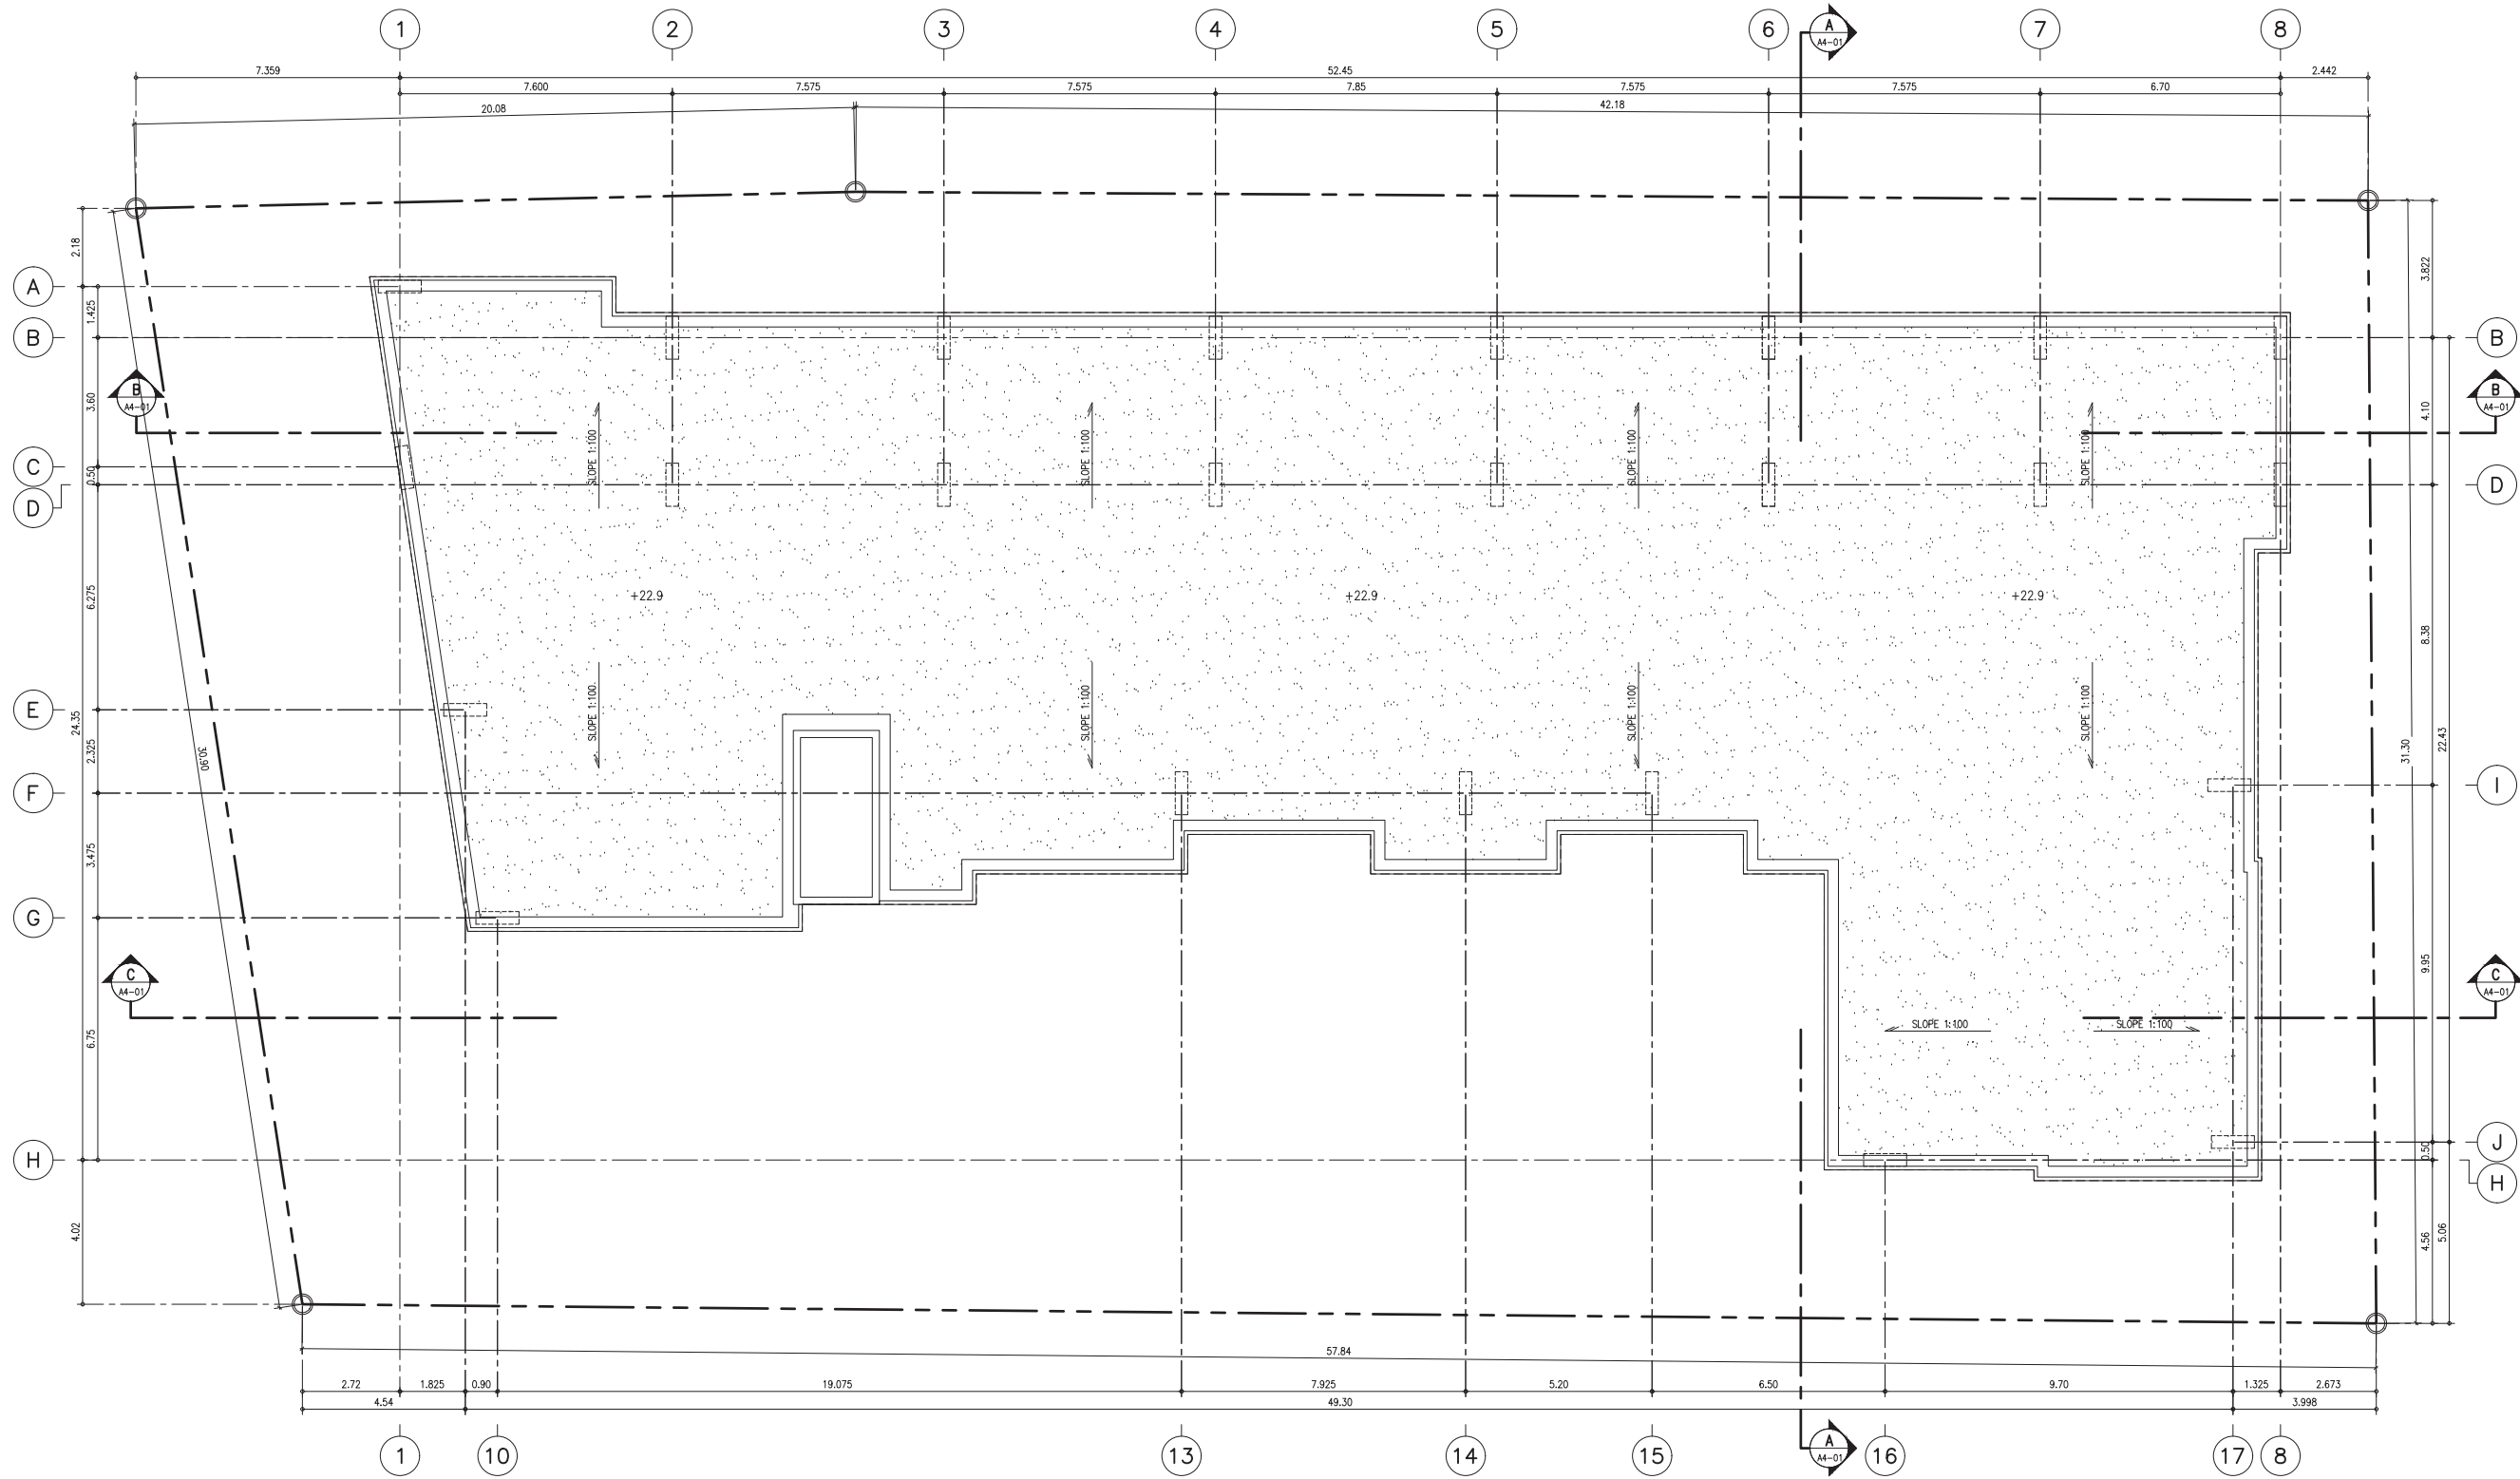 1
2
3
4
5
6
7
8
A
A4-01
7.359
52.45
2.442
7.600
7.575
7.575
7.85
7.575
7.575
6.70
20.08
42.18
2.18
3.822
A
1.425
B
B
B
A4-01
B
A4-01
3.60
4.10
SLOPE 1:100
SLOPE 1:100
SLOPE 1:100
SLOPE 1:100
C
0.50
D
D
6.275
+22.9
+22.9
+22.9
8.38
E
24.35
22.43
2.325
30.90
31.30
SLOPE 1:100
SLOPE 1:100
SLOPE 1:100
SLOPE 1:100
F
I
3.475
G
9.95
C
A4-01
C
A4-01
6.75
SLOPE 1:100
SLOPE 1:100
H
J
0.50
H
4.02
4.56
5.06
57.84
2.72
1.825
0.90
19.075
7.925
5.20
6.50
9.70
1.325
2.673
4.54
49.30
3.998
1
10
13
14
15
A
A4-01
16
17
8